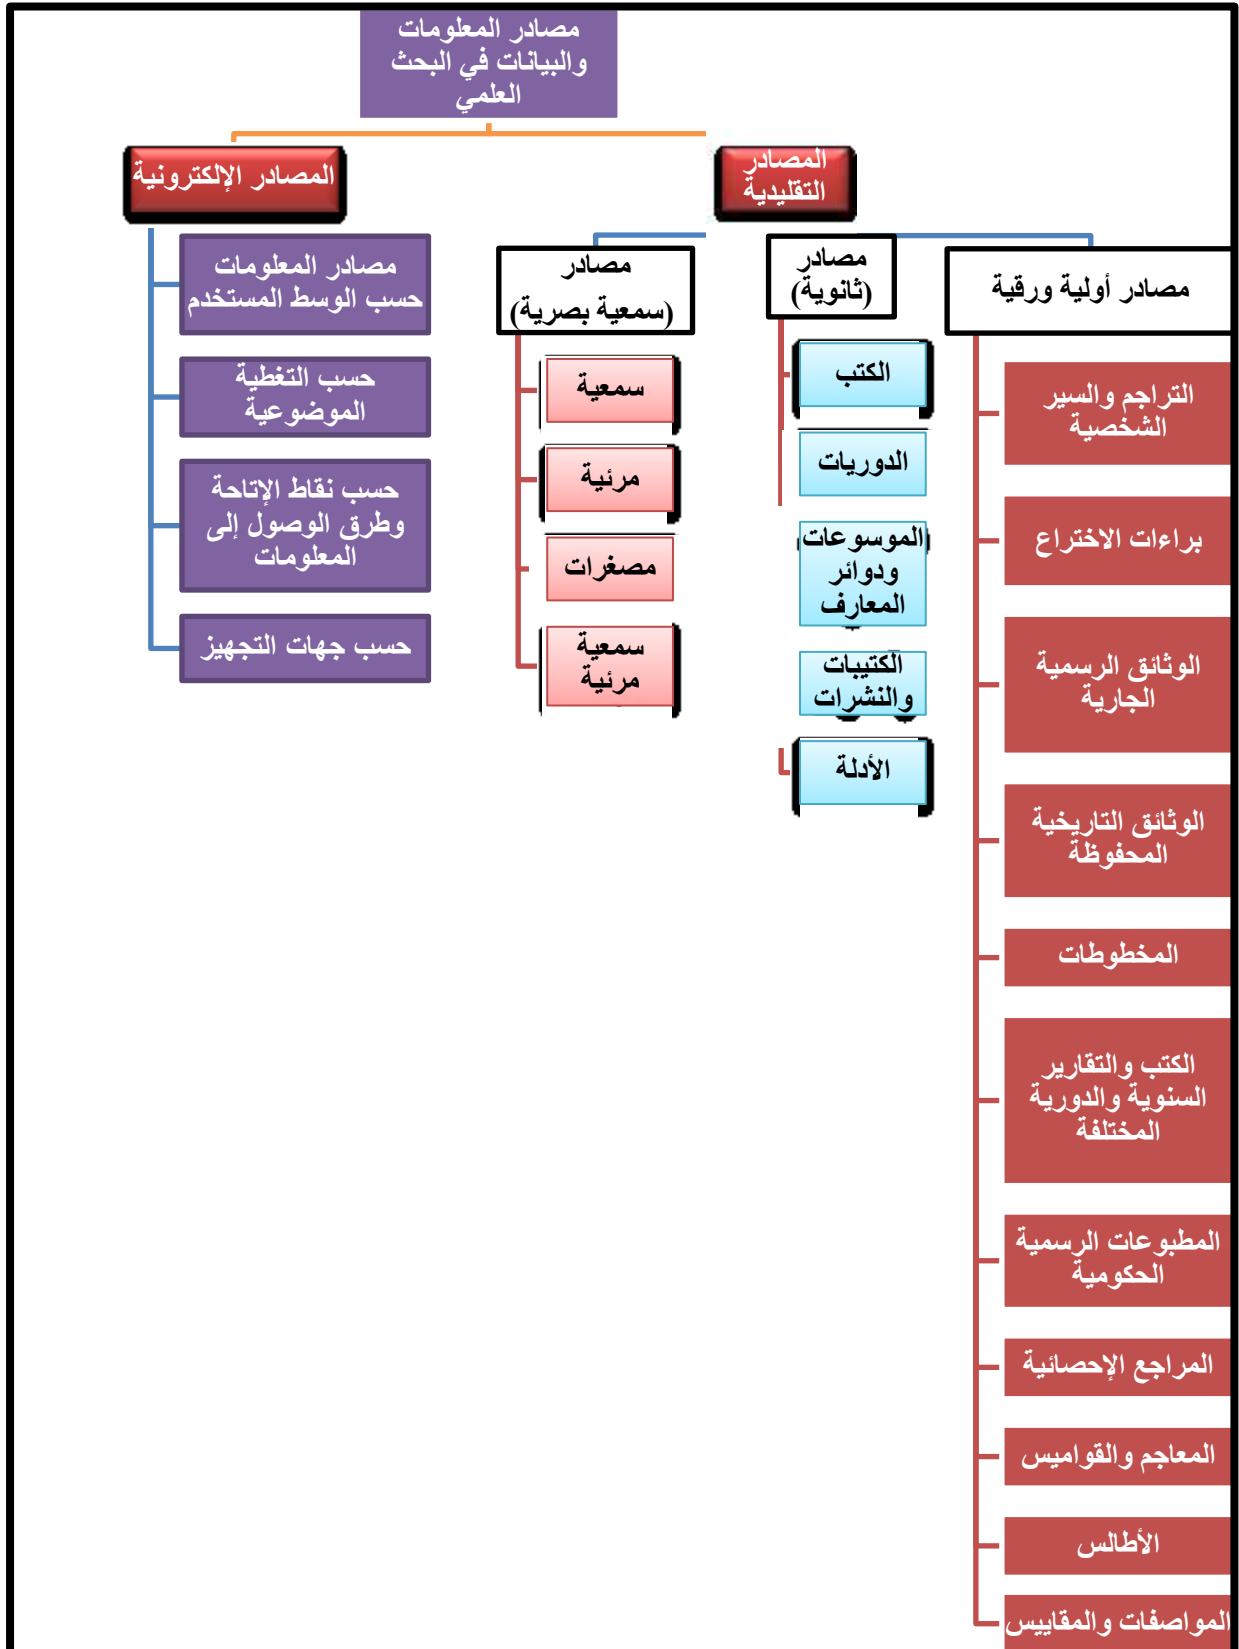 مصادر المعلومات
والبيانات في البحث
العلمي
المصادر
التقليدية
المصادر الإلكترونية
مصادر أولية ورقية
التراجم والسير
الشخصية
براءات الاختراع
الوثائق الرسمية
الجارية
الوثائق التاريخية
المحفوظة
المخطوطات
الكتب والتقارير
السنوية والدورية
المختلفة
المطبوعات الرسمية
الحكومية
المراجع الإحصائية
المعاجم والقواميس
الأطالس
المواصفات والمقاييس
مصادر
(ثانوية)
الكتب
الدوريات
الموسوعات
ودوائر
المعارف
الكتيبات
والنشرات
الأدلة
مصادر
(سمعية بصرية)
سمعية
مرئية
مصغرات
سمعية
مرئية
مصادر المعلومات
حسب الوسط المستخدم
حسب التغطية
الموضوعية
حسب نقاط الإتاحة
وطرق الوصول إلى
المعلومات
حسب جهات التجهيز